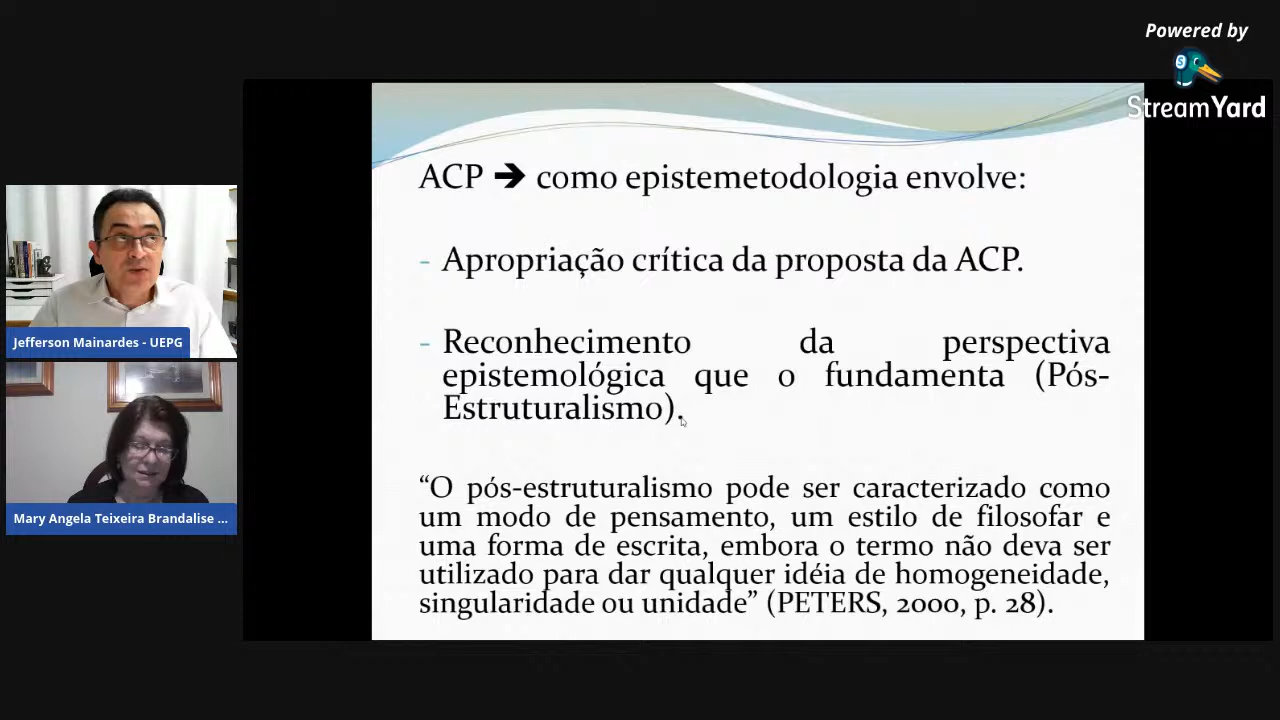 Powered by
StreamYard
ACP ➔ como epistemetodologia envolve:
- Apropriação crítica da proposta da ACP.
- Reconhecimento da perspectiva
epistemológica que o fundamenta (Pós-
Estruturalismo).
“O pós-estruturalismo pode ser caracterizado como
um modo de pensamento, um estilo de filosofar e
uma forma de escrita, embora o termo não deva ser
utilizado para dar qualquer idéia de homogeneidade,
singularidade ou unidade” (PETERS, 2000, p. 28).
Jefferson Mainardes - UEPG
Mary Angela Teixeira Brandalise ...